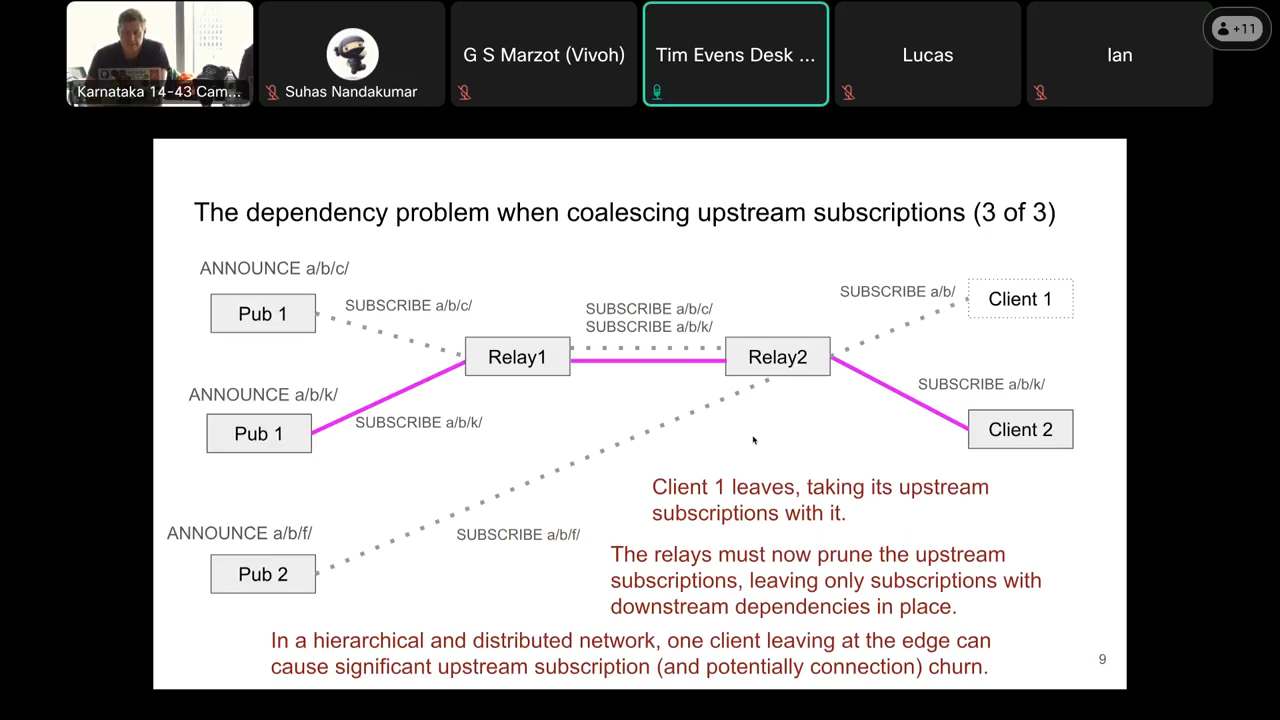 Karnataka 14-43 Cam...
Suhas Nandakumar
G S Marzot (Vivoh)
Tim Evens Desk ...
Lucas
Ian
+11
The dependency problem when coalescing upstream subscriptions (3 of 3)
ANNOUNCE a/b/c/
Pub 1
SUBSCRIBE a/b/c/
SUBSCRIBE a/b/c/
SUBSCRIBE a/b/k/
SUBSCRIBE a/b/
Client 1
Relay1
Relay2
ANNOUNCE a/b/k/
Pub 1
SUBSCRIBE a/b/k/
SUBSCRIBE a/b/k/
Client 2
Client 1 leaves, taking its upstream
subscriptions with it.
ANNOUNCE a/b/f/
Pub 2
SUBSCRIBE a/b/f/
The relays must now prune the upstream
subscriptions, leaving only subscriptions with
downstream dependencies in place.
In a hierarchical and distributed network, one client leaving at the edge can
cause significant upstream subscription (and potentially connection) churn.
9